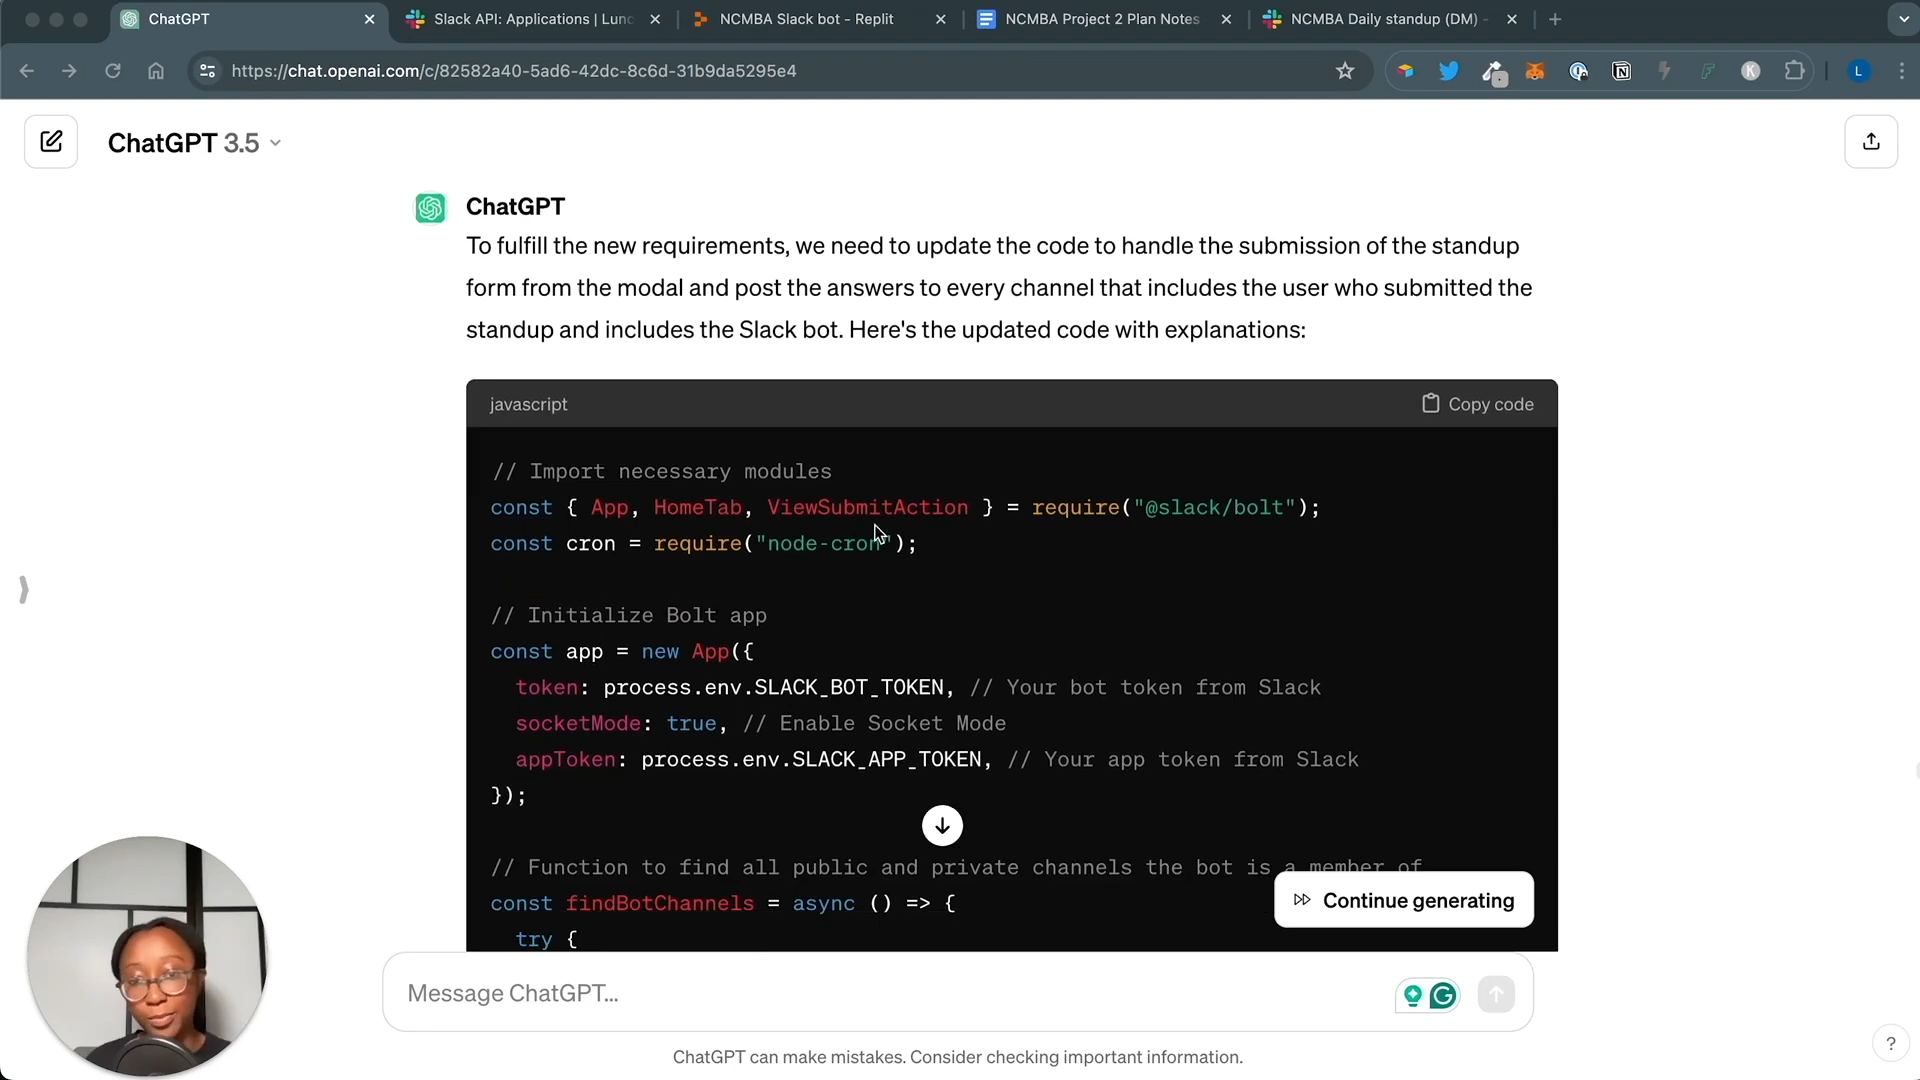 ChatGPT
Slack API: Applications | Lunc
NCMBA Slack bot - Replit
NCMBA Project 2 Plan Notes
NCMBA Daily standup (DM) -
https://chat.openai.com/c/82582a40-5ad6-42dc-8c6d-31b9da5295e4
K
L
ChatGPT 3.5
ChatGPT
To fulfill the new requirements, we need to update the code to handle the submission of the standup
form from the modal and post the answers to every channel that includes the user who submitted the
standup and includes the Slack bot. Here's the updated code with explanations:
javascript
Copy code
// Import necessary modules
const { App, HomeTab, ViewSubmitAction } = require("@slack/bolt");
const cron = require("node-cron");
// Initialize Bolt app
const app = new App({
token: process.env.SLACK_BOT_TOKEN, // Your bot token from Slack
socketMode: true, // Enable Socket Mode
appToken: process.env.SLACK_APP_TOKEN, // Your app token from Slack
});
// Function to find all public and private channels the bot is a member of
const findBotChannels = async () => {
try {
Continue generating
Message ChatGPT...
ChatGPT can make mistakes. Consider checking important information.
?